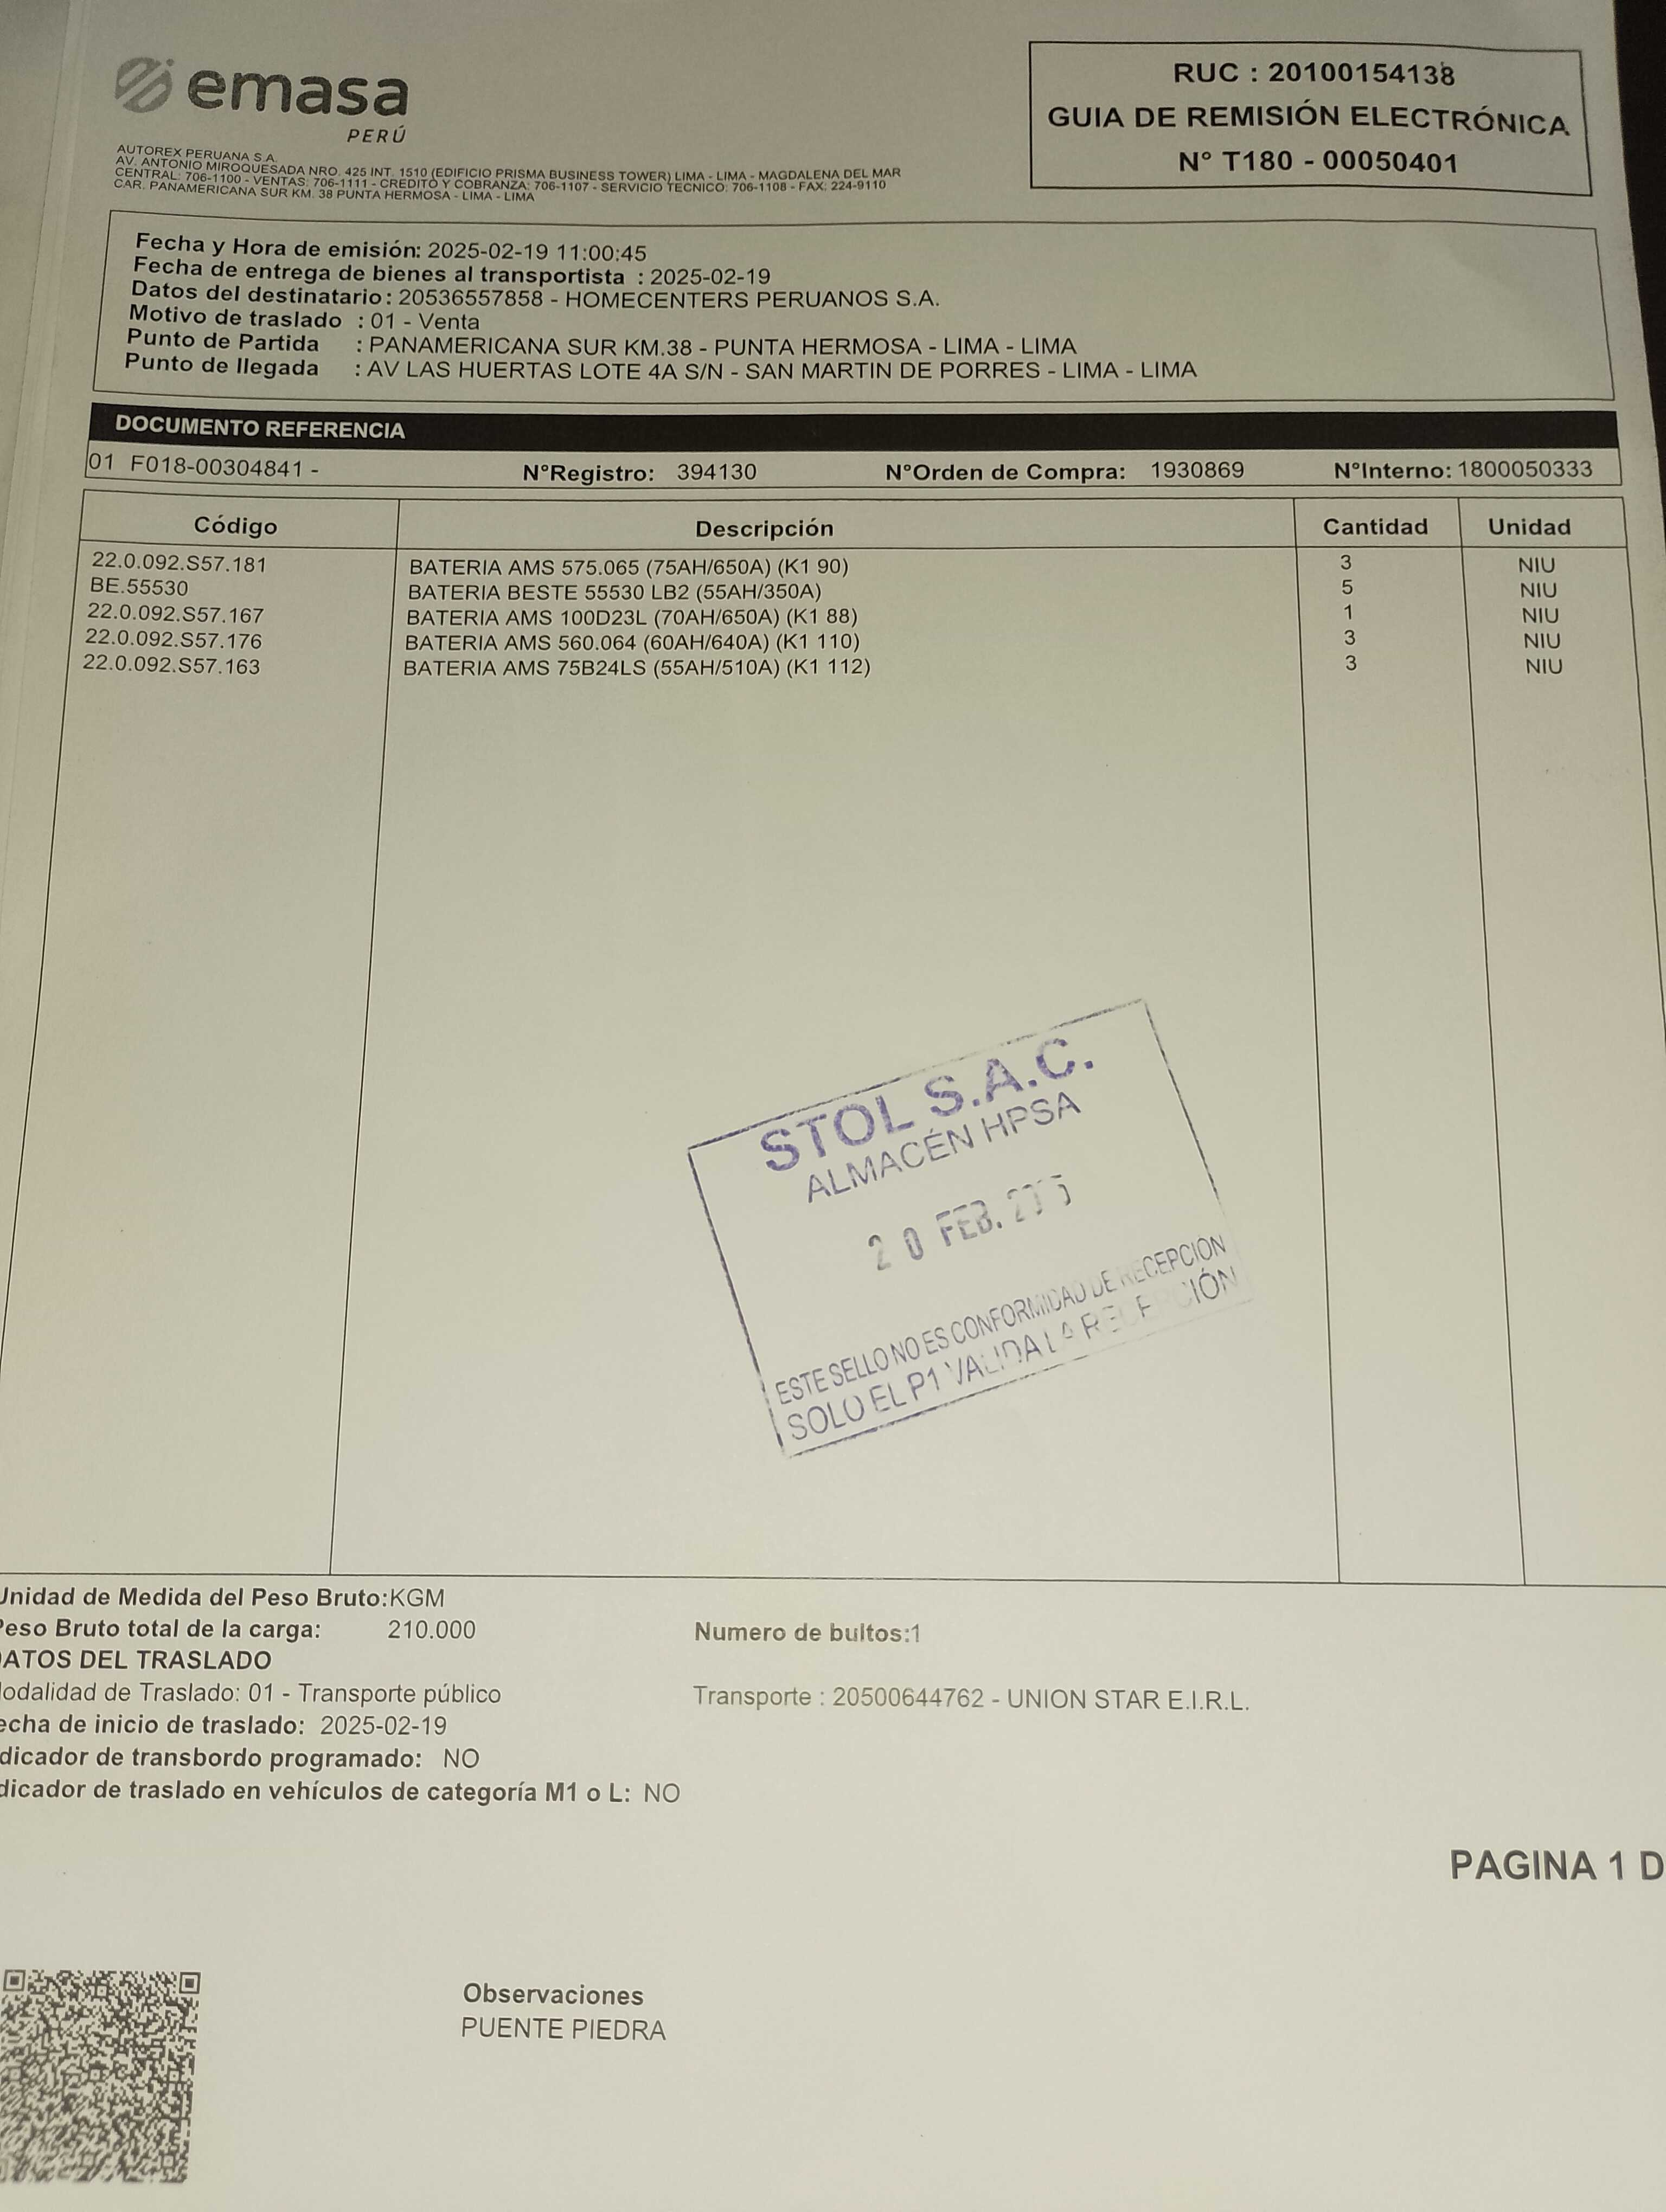 emasa
PERÚ
AUTOREX PERUANA S.A.
AV. ANTONIO MIROQUESADA NRO. 425 INT. 1510 (EDIFICIO PRISMA BUSINESS TOWER) LIMA - LIMA - MAGDALENA DEL MAR
CENTRAL: 706-1100 - VENTAS: 706-1111 - CREDITO Y COBRANZA: 706-1107 - SERVICIO TECNICO: 706-1108 - FAX: 224-9110
CAR. PANAMERICANA SUR KM. 38 PUNTA HERMOSA - LIMA - LIMA
RUC : 20100154138
GUIA DE REMISIÓN ELECTRÓNICA
N° T180 - 00050401
Fecha y Hora de emisión: 2025-02-19 11:00:45
Fecha de entrega de bienes al transportista : 2025-02-19
Datos del destinatario : 20536557858 - HOMECENTERS PERUANOS S.A.
Motivo de traslado : 01 - Venta
Punto de Partida : PANAMERICANA SUR KM.38 - PUNTA HERMOSA - LIMA - LIMA
Punto de llegada : AV LAS HUERTAS LOTE 4A S/N - SAN MARTIN DE PORRES - LIMA - LIMA
DOCUMENTO REFERENCIA
01 F018-00304841 - N°Registro: 394130 N°Orden de Compra: 1930869 N°Interno: 1800050333
Código Descripción Cantidad Unidad
22.0.092.S57.181 BATERIA AMS 575.065 (75AH/650A) (K1 90) 3 NIU
BE.55530 BATERIA BESTE 55530 LB2 (55AH/350A) 5 NIU
22.0.092.S57.167 BATERIA AMS 100D23L (70AH/650A) (K1 88) 1 NIU
22.0.092.S57.176 BATERIA AMS 560.064 (60AH/640A) (K1 110) 3 NIU
22.0.092.S57.163 BATERIA AMS 75B24LS (55AH/510A) (K1 112) 3 NIU
STOL S.A.C.
ALMACÉN HPSA
20 FEB.
ESTE SELLO NO ES CONFORMIDAD DE RECEPCIÓN
SOLO EL P1 VALIDA LA RECEPCIÓN
Unidad de Medida del Peso Bruto:KGM
Peso Bruto total de la carga: 210.000 Numero de bultos:1
DATOS DEL TRASLADO
Modalidad de Traslado: 01 - Transporte público Transporte : 20500644762 - UNION STAR E.I.R.L.
Fecha de inicio de traslado: 2025-02-19
dicador de transbordo programado: NO
dicador de traslado en vehículos de categoría M1 o L: NO
PAGINA 1 D
Observaciones
PUENTE PIEDRA